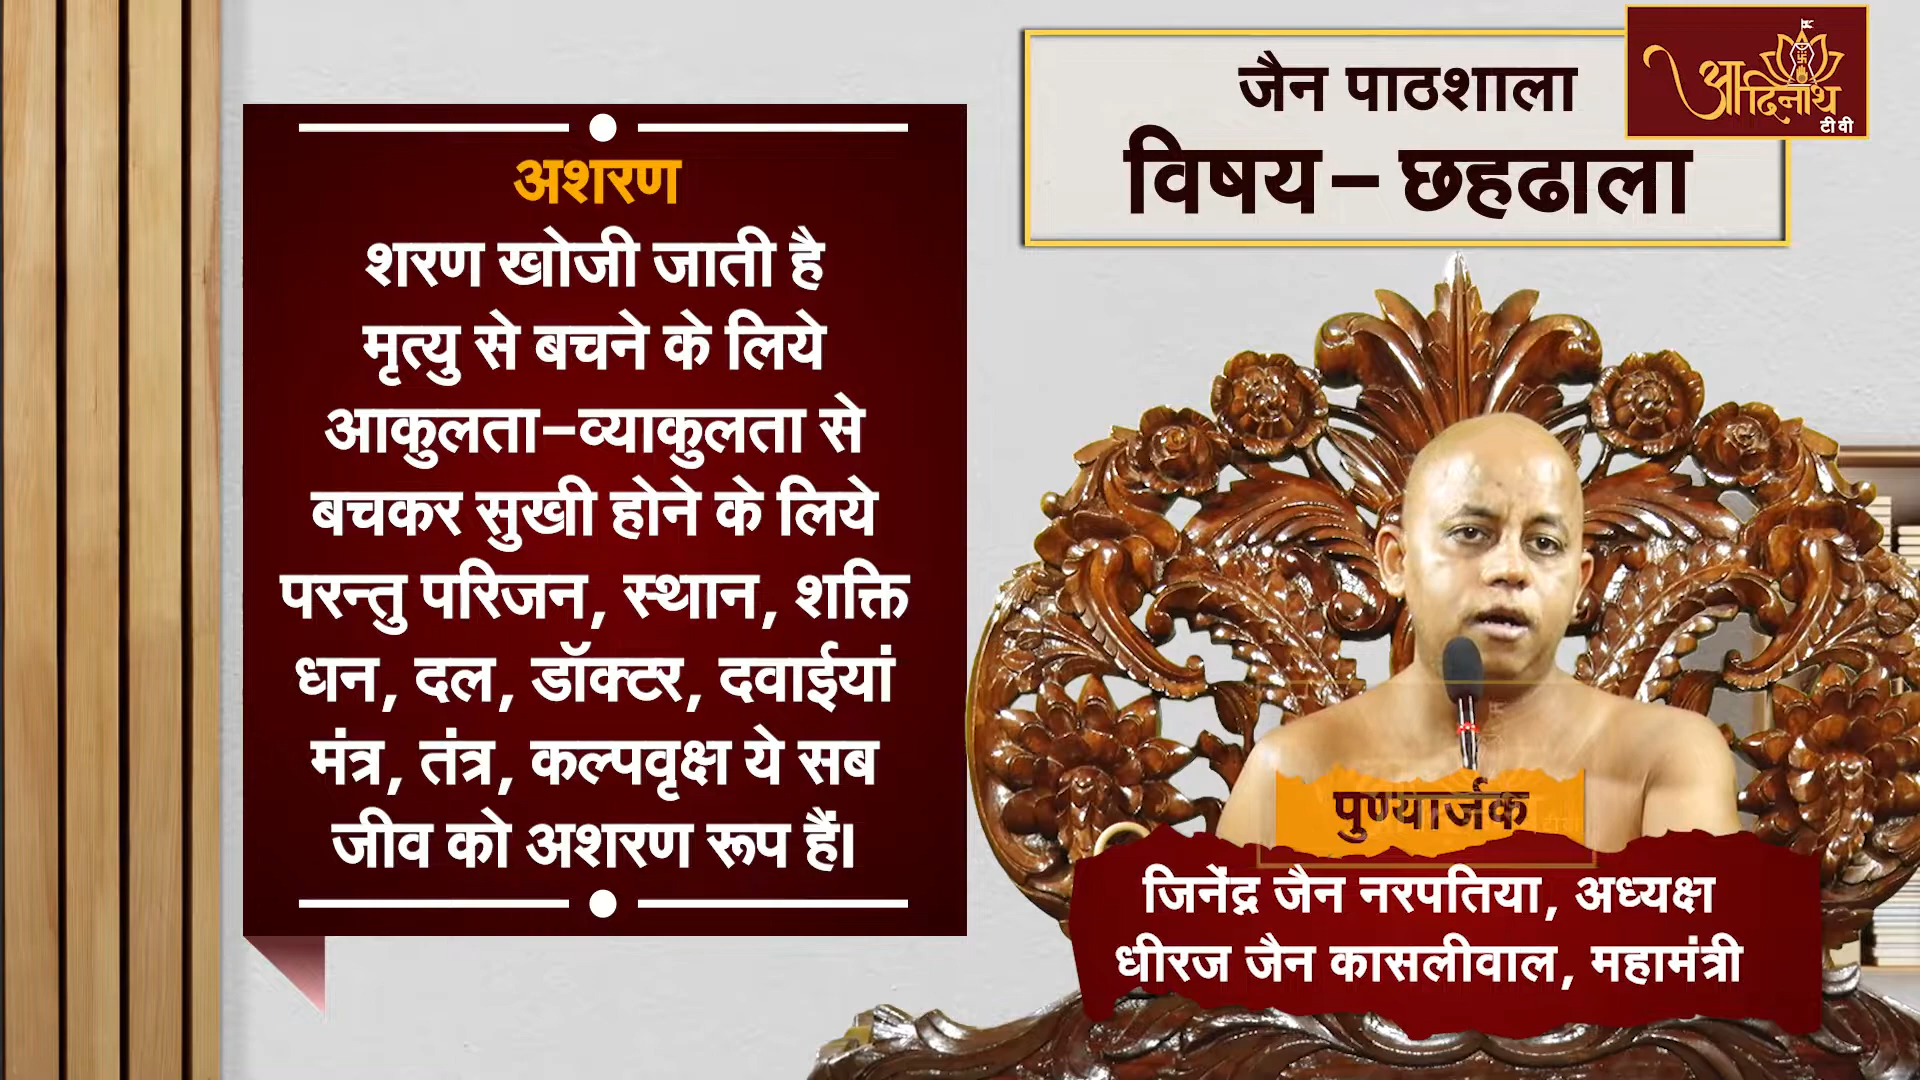 अशरण
शरण खोजी जाती है
मृत्यु से बचने के लिये
आकुलता–व्याकुलता से
बचकर सुखी होने के लिये
परन्तु परिजन, स्थान, शक्ति
धन, दल, डॉक्टर, दवाईयां
मंत्र, तंत्र, कल्पवृक्ष ये सब
जीव को अशरण रूप हैं।
जैन पाठशाला
विषय – छहढाला
आदिनाथ
टी वी
पुण्यार्जक
जिनेंद्र जैन नरपतिया, अध्यक्ष
धीरज जैन कासलीवाल, महामंत्री